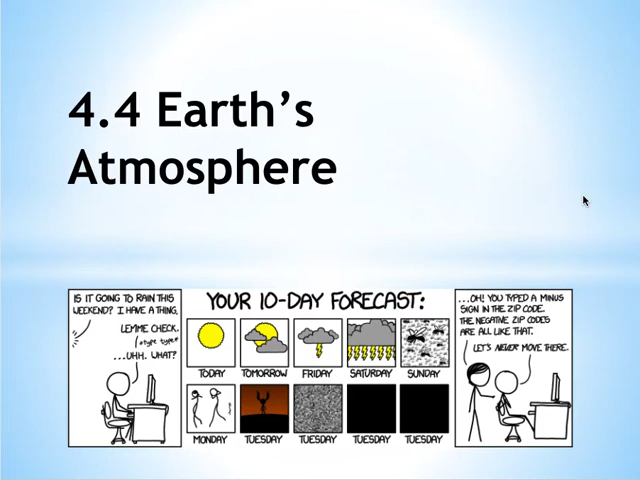 4.4 Earth's
Atmosphere
IS IT GOING TO RAIN THIS
WEEKEND? I HAVE A THING.
LEMME CHECK.
*type type*
...UHH. WHAT?
YOUR 10-DAY FORECAST:
TODAY
TOMORROW
FRIDAY
SATURDAY
SUNDAY
MONDAY
TUESDAY
TUESDAY
TUESDAY
TUESDAY
...OH! YOU TYPED A MINUS
SIGN IN THE ZIP CODE.
THE NEGATIVE ZIP CODES
ARE ALL LIKE THAT.
LET'S NEVER MOVE THERE.